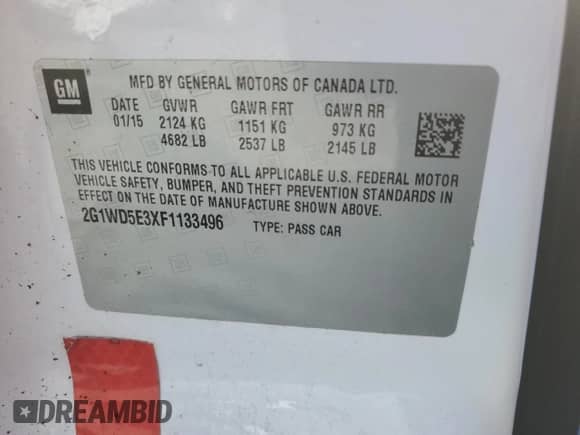 GM
MFD BY GENERAL MOTORS OF CANADA LTD.
DATE GVWR GAWR FRT GAWR RR
01/15 2124 KG 1151 KG 973 KG
4682 LB 2537 LB 2145 LB
THIS VEHICLE CONFORMS TO ALL APPLICABLE U.S. FEDERAL MOTOR
VEHICLE SAFETY, BUMPER, AND THEFT PREVENTION STANDARDS IN
EFFECT ON THE DATE OF MANUFACTURE SHOWN ABOVE.
2G1WD5E3XF1133496 TYPE: PASS CAR
DREAMBID